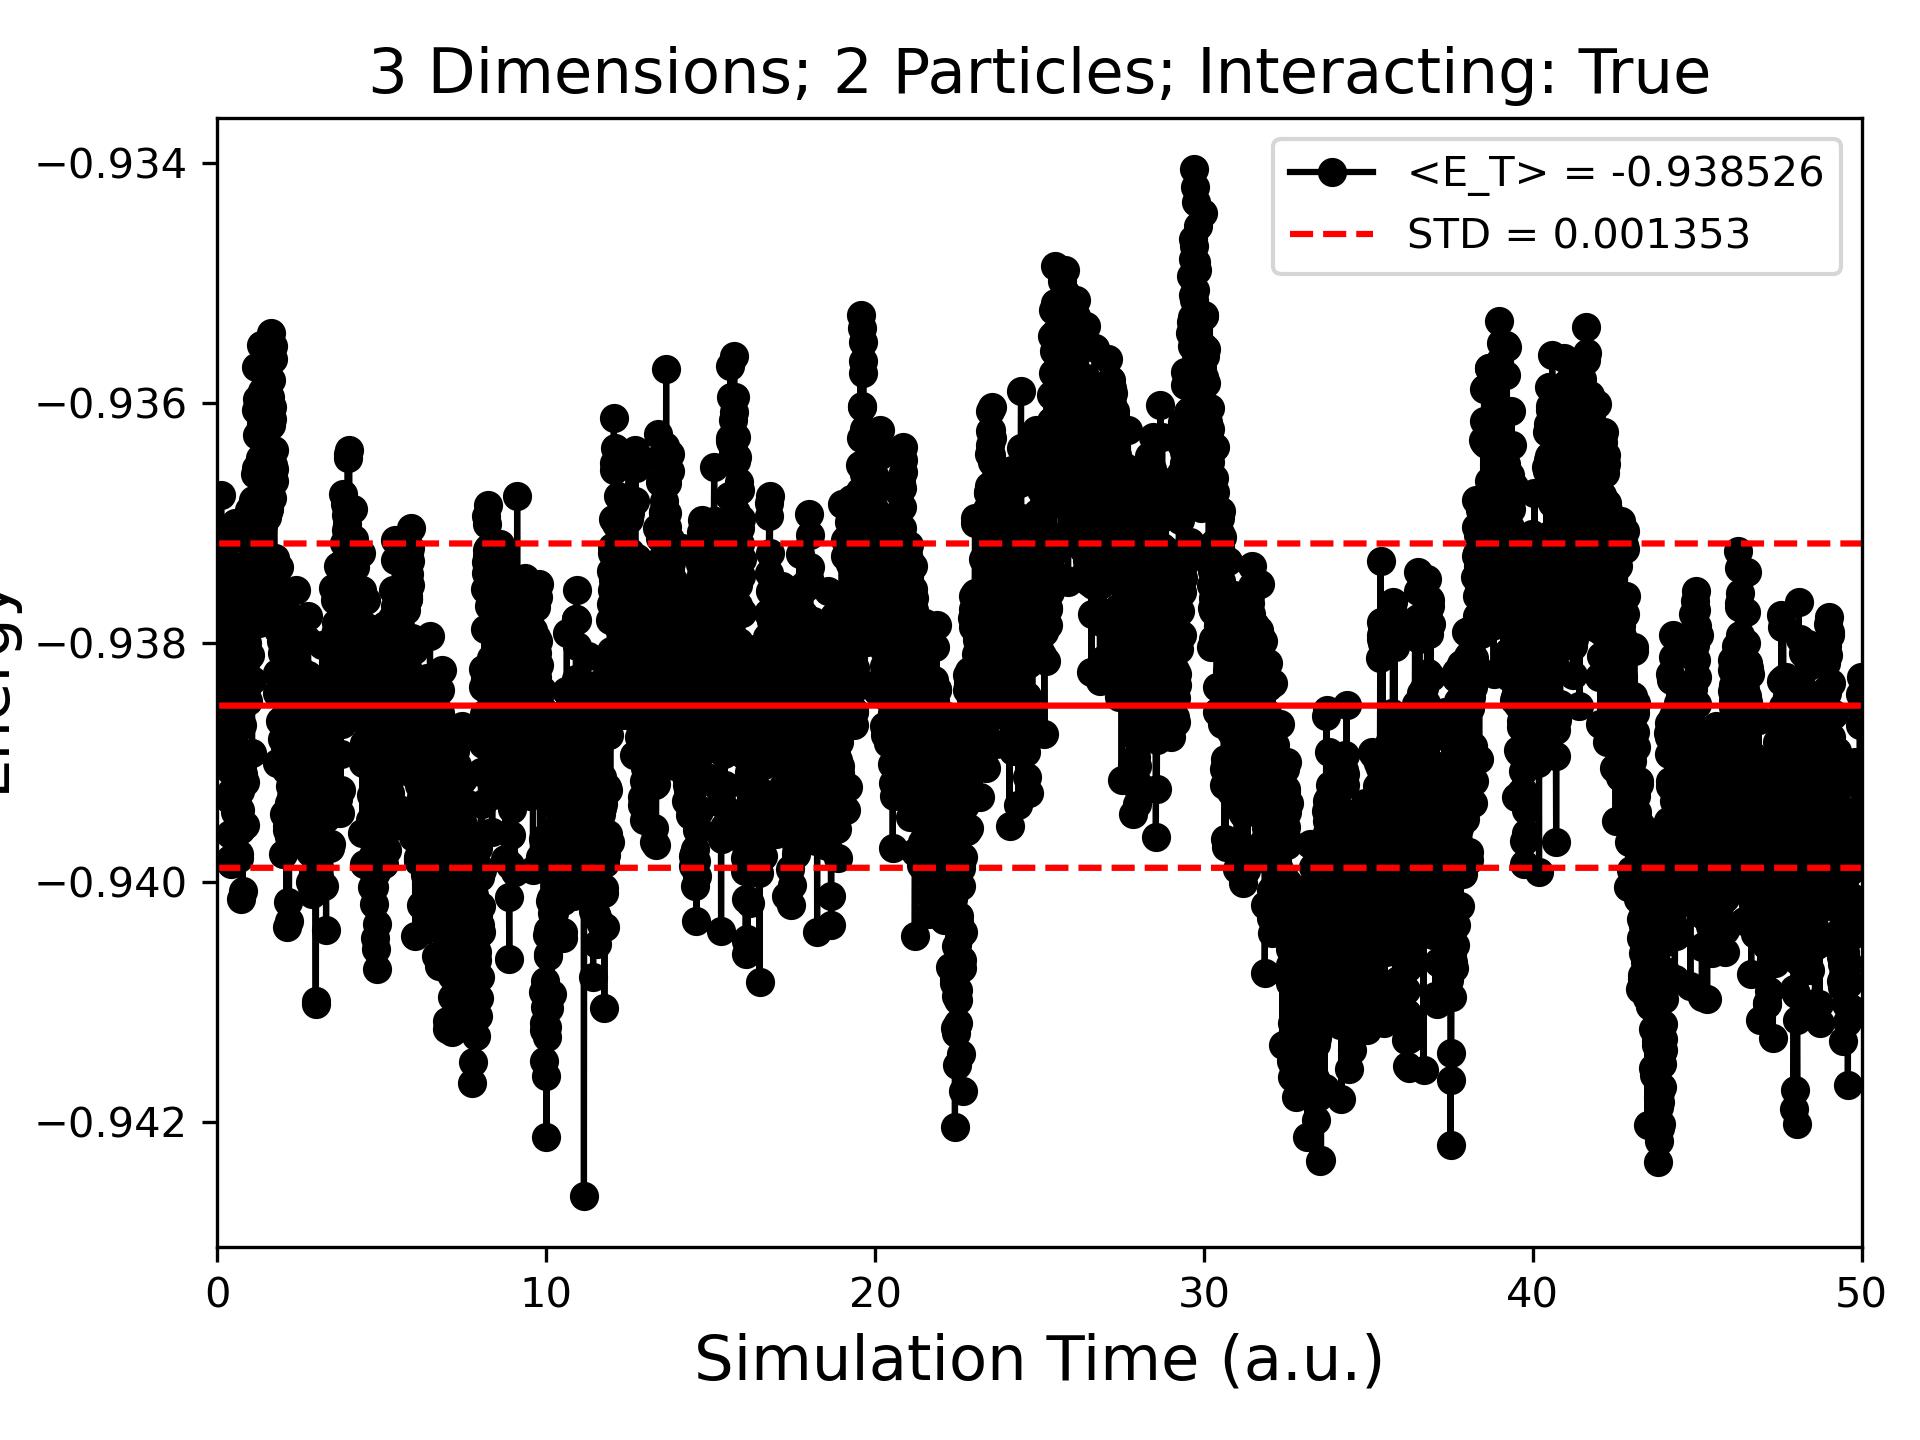 3 Dimensions; 2 Particles; Interacting: True
−0.934
−0.936
−0.938
−0.940
−0.942
<E_T> = -0.938526
STD = 0.001353
0 10 20 30 40 50
Simulation Time (a.u.)